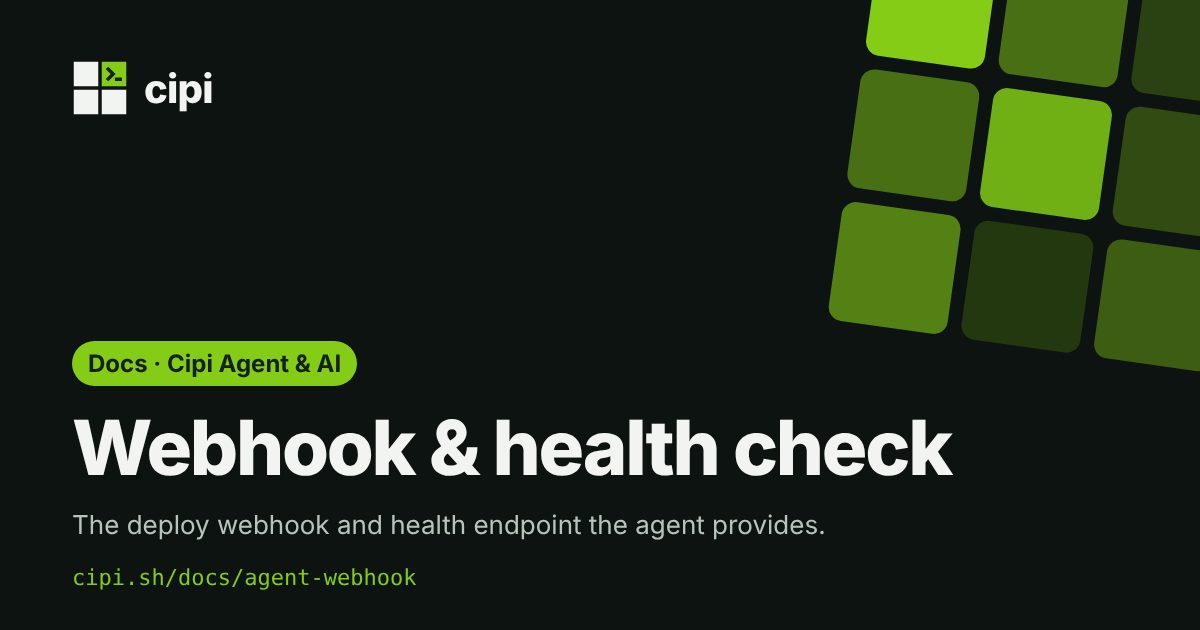 cipi
Docs · Cipi Agent & AI
Webhook & health check
The deploy webhook and health endpoint the agent provides.
cipi.sh/docs/agent-webhook